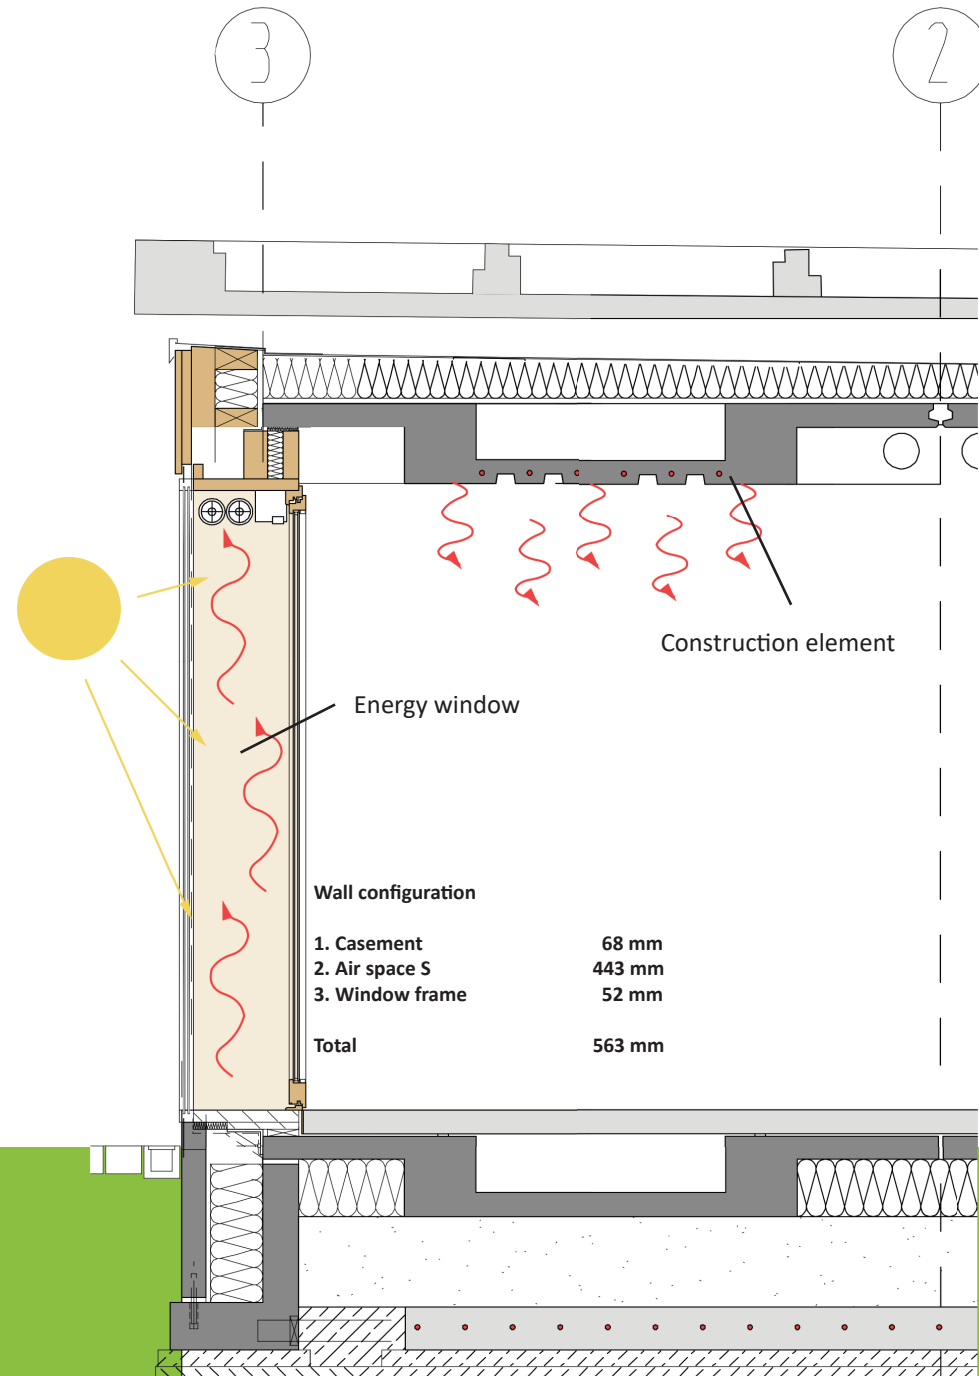 3 2
Construction element
Energy window
Wall configuration
1. Casement 68 mm
2. Air space S 443 mm
3. Window frame 52 mm
Total 563 mm